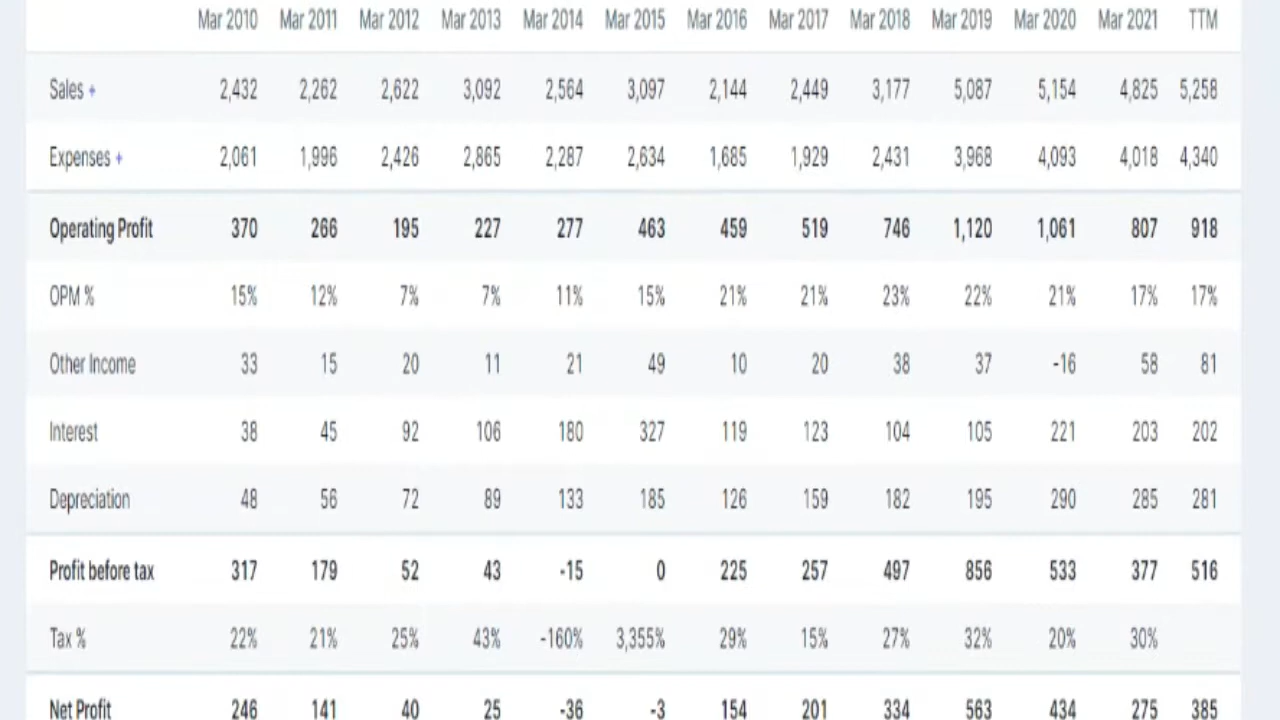 Mar 2010 Mar 2011 Mar 2012 Mar 2013 Mar 2014 Mar 2015 Mar 2016 Mar 2017 Mar 2018 Mar 2019 Mar 2020 Mar 2021 TTM
Sales + 2,432 2,262 2,622 3,092 2,564 3,097 2,144 2,449 3,177 5,087 5,154 4,825 5,258
Expenses + 2,061 1,996 2,426 2,865 2,287 2,634 1,685 1,929 2,431 3,968 4,093 4,018 4,340
Operating Profit 370 266 195 227 277 463 459 519 746 1,120 1,061 807 918
OPM % 15% 12% 7% 7% 11% 15% 21% 21% 23% 22% 21% 17% 17%
Other Income 33 15 20 11 21 49 10 20 38 37 -16 58 81
Interest 38 45 92 106 180 327 119 123 104 105 221 203 202
Depreciation 48 56 72 89 133 185 126 159 182 195 290 285 281
Profit before tax 317 179 52 43 -15 0 225 257 497 856 533 377 516
Tax % 22% 21% 25% 43% -160% 3,355% 29% 15% 27% 32% 20% 30%
Net Profit 246 141 40 25 -36 -3 154 201 334 563 434 275 385